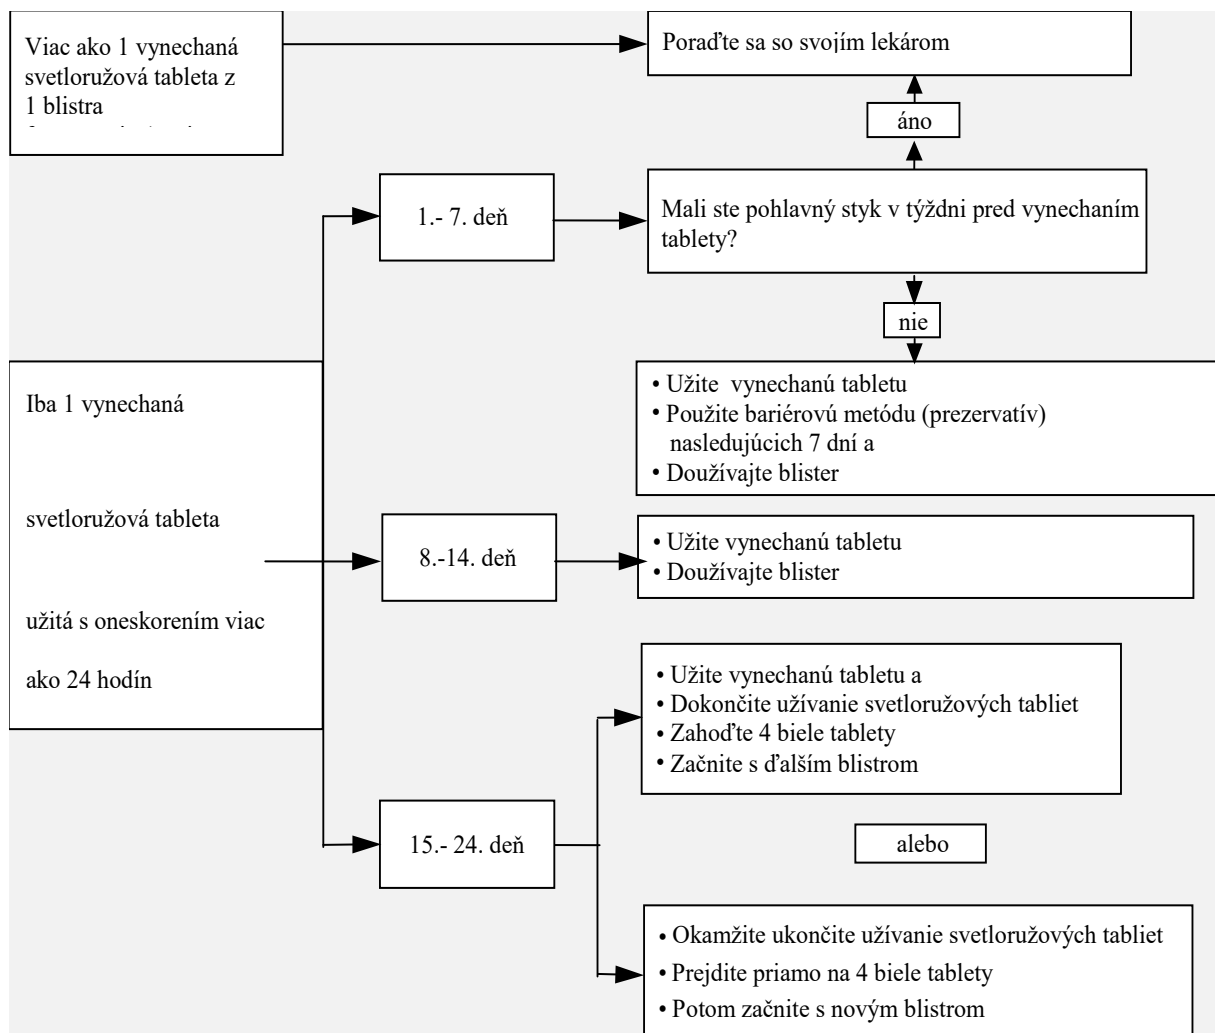 Viac ako 1 vynechaná
svetloružová tableta z
1 blistra
Poraďte sa so svojím lekárom
áno
1.- 7. deň
Mali ste pohlavný styk v týždni pred vynechaním
tablety?
nie
• Užite vynechanú tabletu
• Použite bariérovú metódu (prezervatív)
nasledujúcich 7 dní a
• Doužívajte blister
Iba 1 vynechaná
svetloružová tableta
užitá s oneskorením viac
ako 24 hodín
8.-14. deň
• Užite vynechanú tabletu
• Doužívajte blister
• Užite vynechanú tabletu a
• Dokončite užívanie svetloružových tabliet
• Zahoďte 4 biele tablety
• Začnite s ďalším blistrom
15.- 24. deň
alebo
• Okamžite ukončite užívanie svetloružových tabliet
• Prejdite priamo na 4 biele tablety
• Potom začnite s novým blistrom